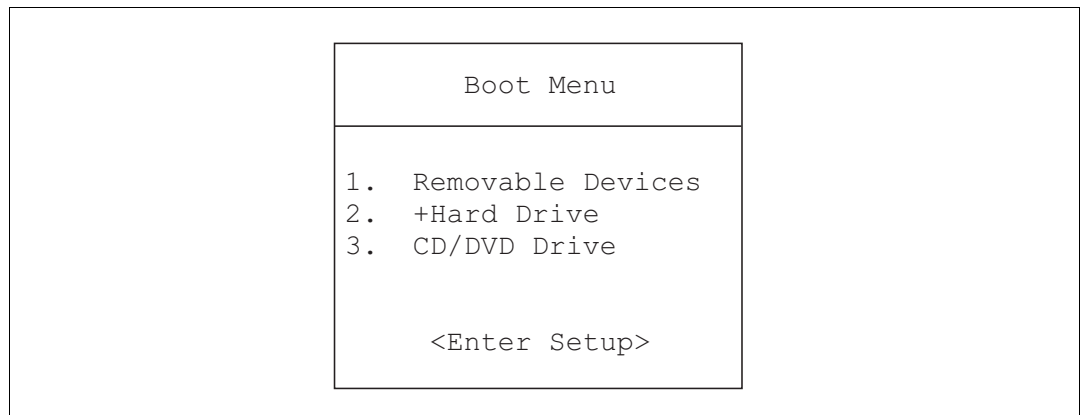 Boot Menu
1. Removable Devices
2. +Hard Drive
3. CD/DVD Drive
<Enter Setup>